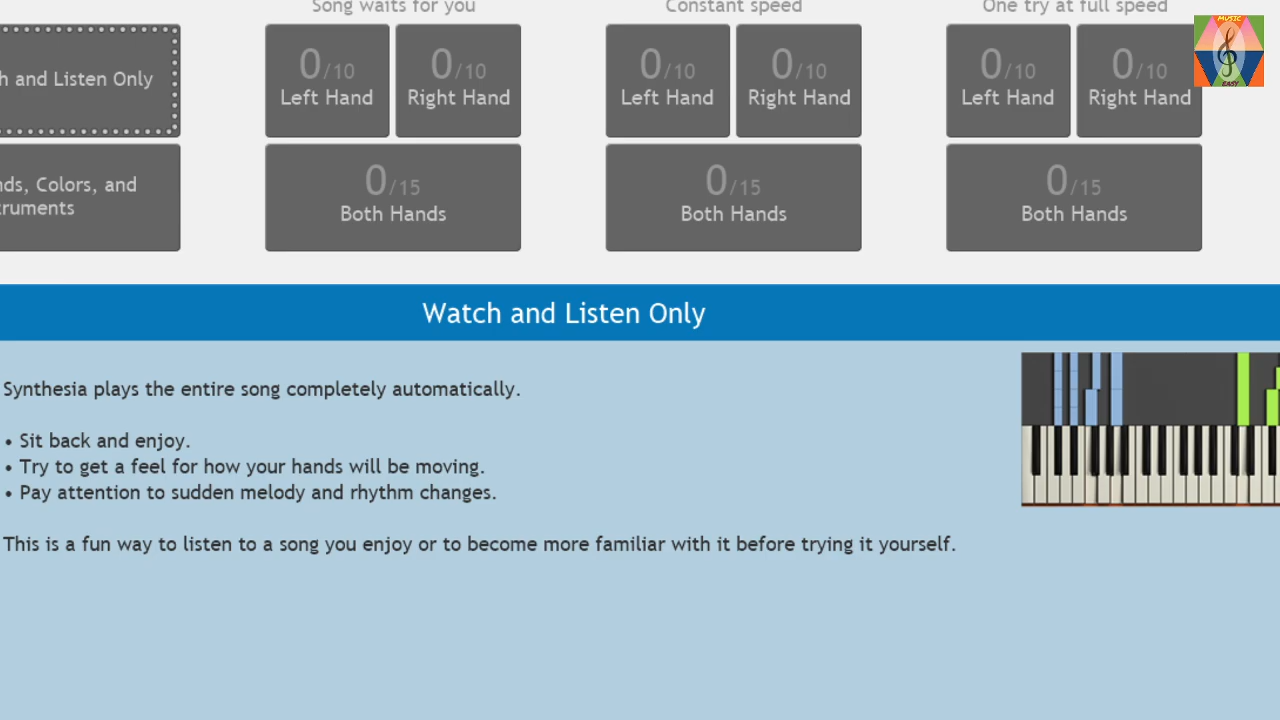 Song waits for you
Constant speed
One try at full speed
MUSIC
EASY
h and Listen Only
0/10
Left Hand
0/10
Right Hand
0/10
Left Hand
0/10
Right Hand
0/10
Left Hand
0/10
Right Hand
ds, Colors, and
ruments
0/15
Both Hands
0/15
Both Hands
0/15
Both Hands
Watch and Listen Only
Synthesia plays the entire song completely automatically.
• Sit back and enjoy.
• Try to get a feel for how your hands will be moving.
• Pay attention to sudden melody and rhythm changes.
This is a fun way to listen to a song you enjoy or to become more familiar with it before trying it yourself.